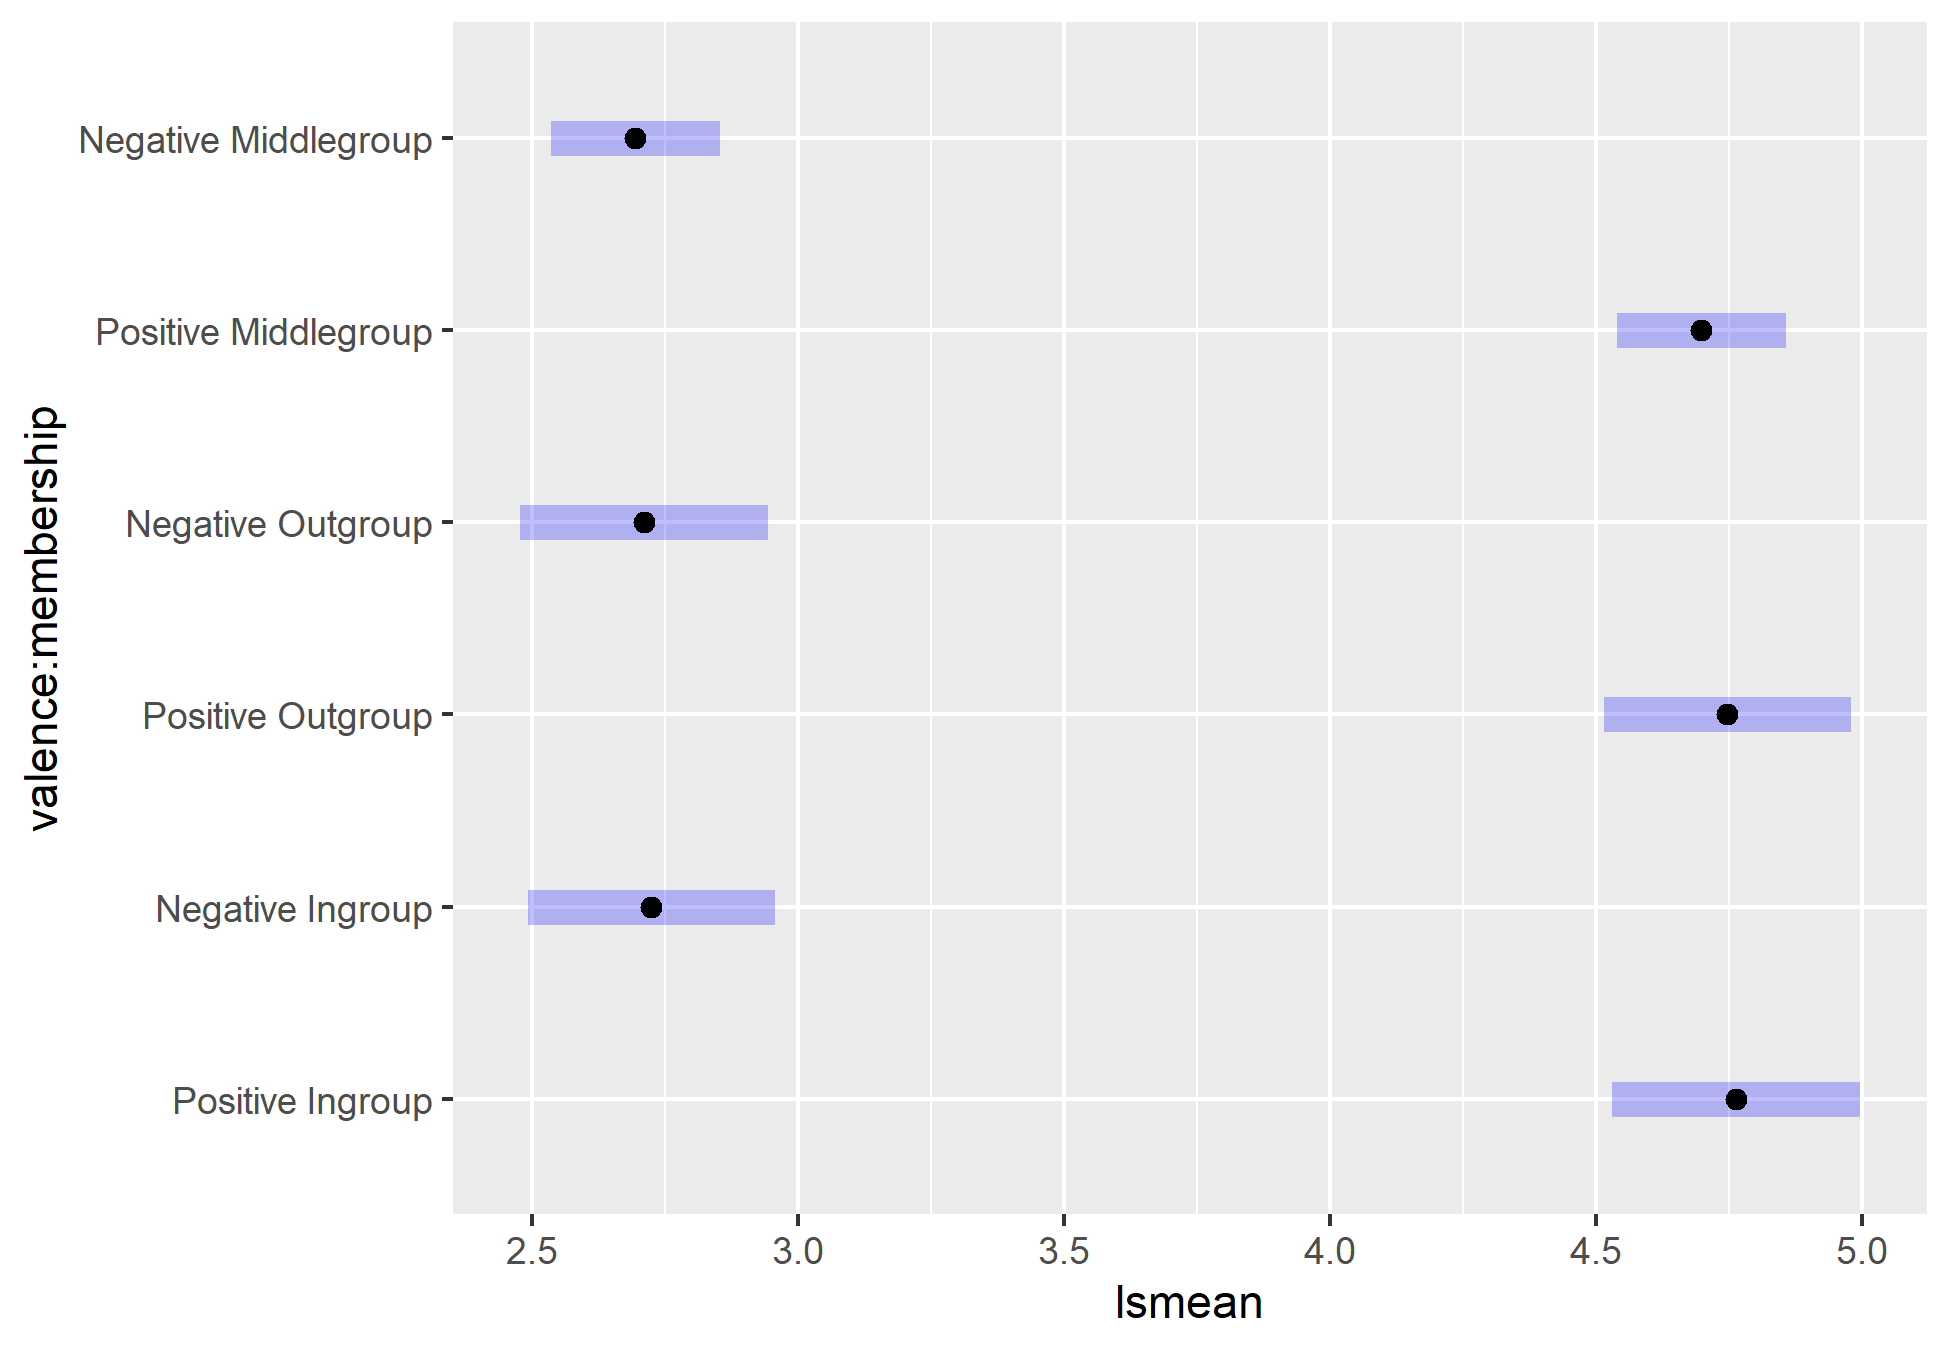 valence:membership
Negative Middlegroup
Positive Middlegroup
Negative Outgroup
Positive Outgroup
Negative Ingroup
Positive Ingroup
2.5 3.0 3.5 4.0 4.5 5.0
lsmean